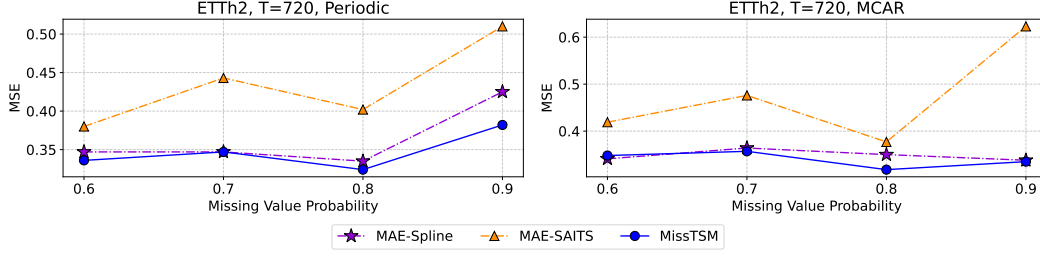 ETTh2, T=720, Periodic
0.50
0.45
0.40
0.35
MSE
0.6 0.7 0.8 0.9
Missing Value Probability
ETTh2, T=720, MCAR
0.6
0.5
0.4
MSE
0.6 0.7 0.8 0.9
Missing Value Probability
MAE-Spline MAE-SAITS MissTSM